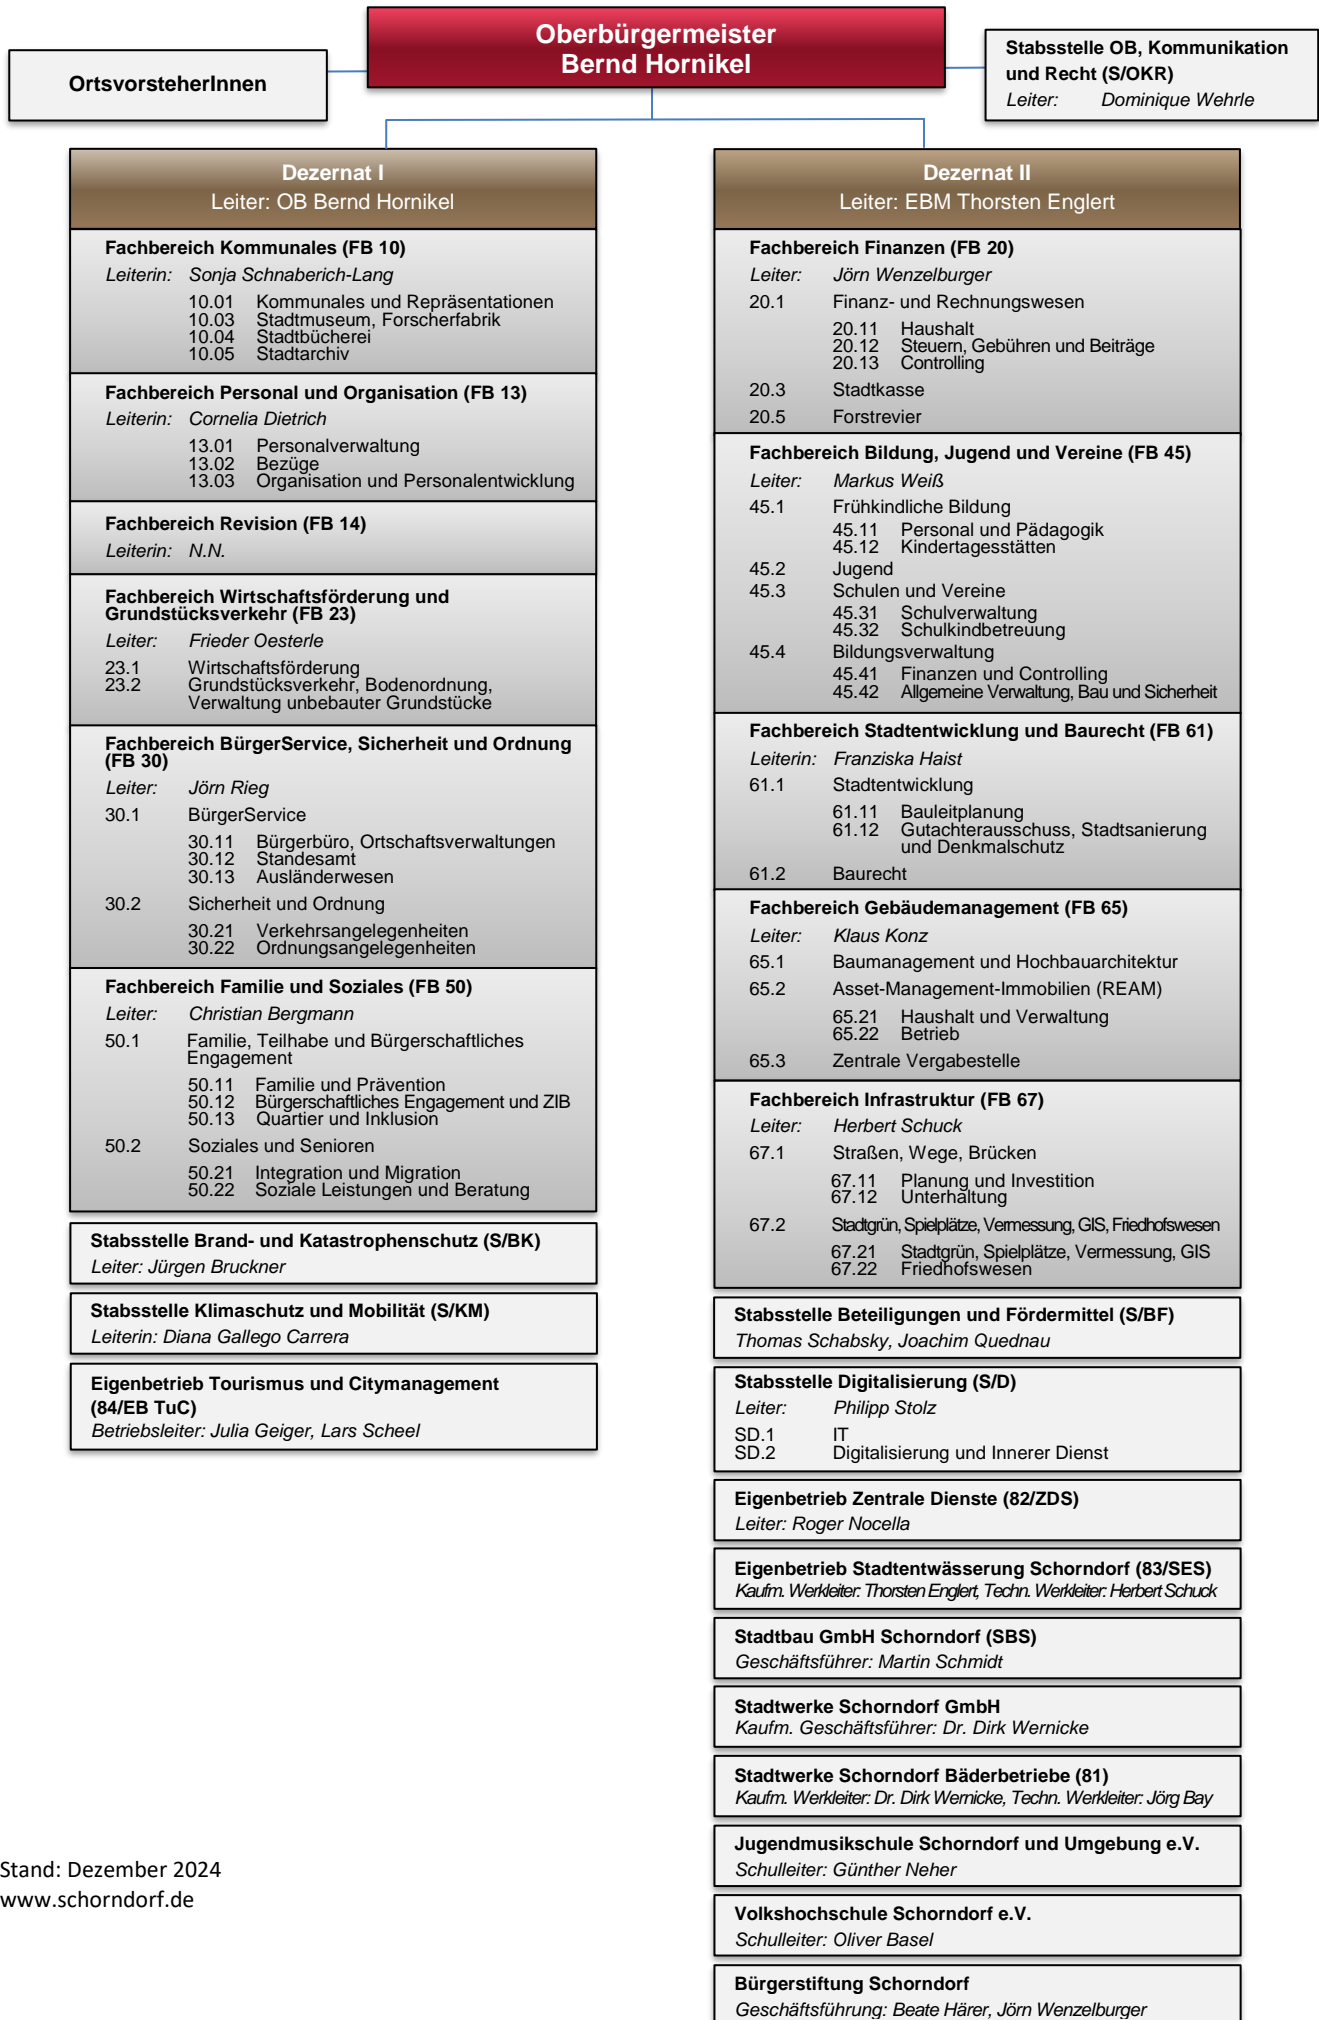 Oberbürgermeister
Bernd Hornikel
OrtsvorsteherInnen
Stabsstelle OB, Kommunikation
und Recht (S/OKR)
Leiter: Dominique Wehrle
Dezernat I
Leiter: OB Bernd Hornikel
Fachbereich Kommunales (FB 10)
Leiterin: Sonja Schnaberich-Lang
10.01 Kommunales und Repräsentationen
10.03 Stadtmuseum, Forscherfabrik
10.04 Stadtbücherei
10.05 Stadtarchiv
Fachbereich Personal und Organisation (FB 13)
Leiterin: Cornelia Dietrich
13.01 Personalverwaltung
13.02 Bezüge
13.03 Organisation und Personalentwicklung
Fachbereich Revision (FB 14)
Leiterin: N.N.
Fachbereich Wirtschaftsförderung und
Grundstücksverkehr (FB 23)
Leiter: Frieder Oesterle
23.1 Wirtschaftsförderung
23.2 Grundstücksverkehr, Bodenordnung,
Verwaltung unbebauter Grundstücke
Fachbereich BürgerService, Sicherheit und Ordnung
(FB 30)
Leiter: Jörn Rieg
30.1 BürgerService
30.11 Bürgerbüro, Ortschaftsverwaltungen
30.12 Standesamt
30.13 Ausländerwesen
30.2 Sicherheit und Ordnung
30.21 Verkehrsangelegenheiten
30.22 Ordnungsangelegenheiten
Fachbereich Familie und Soziales (FB 50)
Leiter: Christian Bergmann
50.1 Familie, Teilhabe und Bürgerschaftliches
Engagement
50.11 Familie und Prävention
50.12 Bürgerschaftliches Engagement und ZIB
50.13 Quartier und Inklusion
50.2 Soziales und Senioren
50.21 Integration und Migration
50.22 Soziale Leistungen und Beratung
Stabsstelle Brand- und Katastrophenschutz (S/BK)
Leiter: Jürgen Bruckner
Stabsstelle Klimaschutz und Mobilität (S/KM)
Leiterin: Diana Gallego Carrera
Eigenbetrieb Tourismus und Citymanagement
(84/EB TuC)
Betriebsleiter: Julia Geiger, Lars Scheel
Dezernat II
Leiter: EBM Thorsten Englert
Fachbereich Finanzen (FB 20)
Leiter: Jörn Wenzelburger
20.1 Finanz- und Rechnungswesen
20.11 Haushalt
20.12 Steuern, Gebühren und Beiträge
20.13 Controlling
20.3 Stadtkasse
20.5 Forstrevier
Fachbereich Bildung, Jugend und Vereine (FB 45)
Leiter: Markus Weiß
45.1 Frühkindliche Bildung
45.11 Personal und Pädagogik
45.12 Kindertagesstätten
45.2 Jugend
45.3 Schulen und Vereine
45.31 Schulverwaltung
45.32 Schulkindbetreuung
45.4 Bildungsverwaltung
45.41 Finanzen und Controlling
45.42 Allgemeine Verwaltung, Bau und Sicherheit
Fachbereich Stadtentwicklung und Baurecht (FB 61)
Leiterin: Franziska Haist
61.1 Stadtentwicklung
61.11 Bauleitplanung
61.12 Gutachterausschuss, Stadtsanierung
und Denkmalschutz
61.2 Baurecht
Fachbereich Gebäudemanagement (FB 65)
Leiter: Klaus Konz
65.1 Baumanagement und Hochbauarchitektur
65.2 Asset-Management-Immobilien (REAM)
65.21 Haushalt und Verwaltung
65.22 Betrieb
65.3 Zentrale Vergabestelle
Fachbereich Infrastruktur (FB 67)
Leiter: Herbert Schuck
67.1 Straßen, Wege, Brücken
67.11 Planung und Investition
67.12 Unterhaltung
67.2 Stadtgrün, Spielplätze, Vermessung, GIS, Friedhofswesen
67.21 Stadtgrün, Spielplätze, Vermessung, GIS
67.22 Friedhofswesen
Stabsstelle Beteiligungen und Fördermittel (S/BF)
Thomas Schabsky, Joachim Quednau
Stabsstelle Digitalisierung (S/D)
Leiter: Philipp Stolz
SD.1 IT
SD.2 Digitalisierung und Innerer Dienst
Eigenbetrieb Zentrale Dienste (82/ZDS)
Leiter: Roger Nocella
Eigenbetrieb Stadtentwässerung Schorndorf (83/SES)
Kaufm. Werkleiter: Thorsten Englert, Techn. Werkleiter: Herbert Schuck
Stadtbau GmbH Schorndorf (SBS)
Geschäftsführer: Martin Schmidt
Stadtwerke Schorndorf GmbH
Kaufm. Geschäftsführer: Dr. Dirk Wernicke
Stadtwerke Schorndorf Bäderbetriebe (81)
Kaufm. Werkleiter: Dr. Dirk Wernicke, Techn. Werkleiter: Jörg Bay
Jugendmusikschule Schorndorf und Umgebung e.V.
Schulleiter: Günther Neher
Volkshochschule Schorndorf e.V.
Schulleiter: Oliver Basel
Bürgerstiftung Schorndorf
Geschäftsführung: Beate Härer, Jörn Wenzelburger
Stand: Dezember 2024
www.schorndorf.de